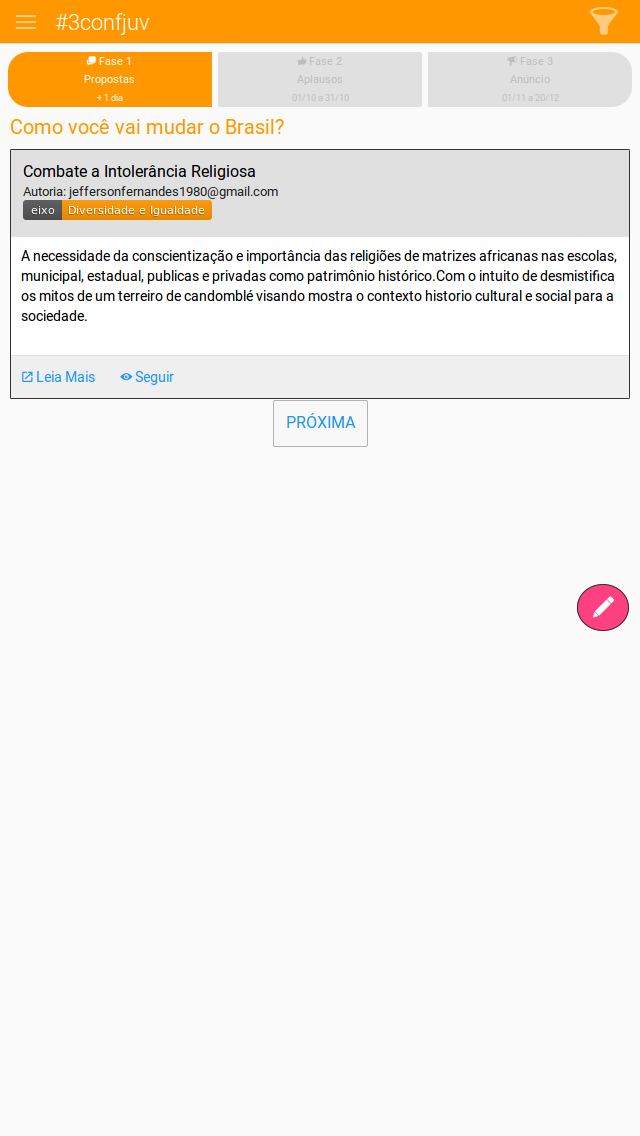 #3confjuv
Fase 1
Propostas
+ 1 dia
Fase 2
Aplausos
01/10 a 31/10
Fase 3
Anúncio
01/11 a 20/12
Como você vai mudar o Brasil?
Combate a Intolerância Religiosa
Autoria: jeffersonfernandes1980@gmail.com
eixo Diversidade e Igualdade
A necessidade da conscientização e importância das religiões de matrizes africanas nas escolas,
municipal, estadual, publicas e privadas como patrimônio histórico.Com o intuito de desmistifica
os mitos de um terreiro de candomblé visando mostra o contexto historio cultural e social para a
sociedade.
Leia Mais Seguir
PRÓXIMA